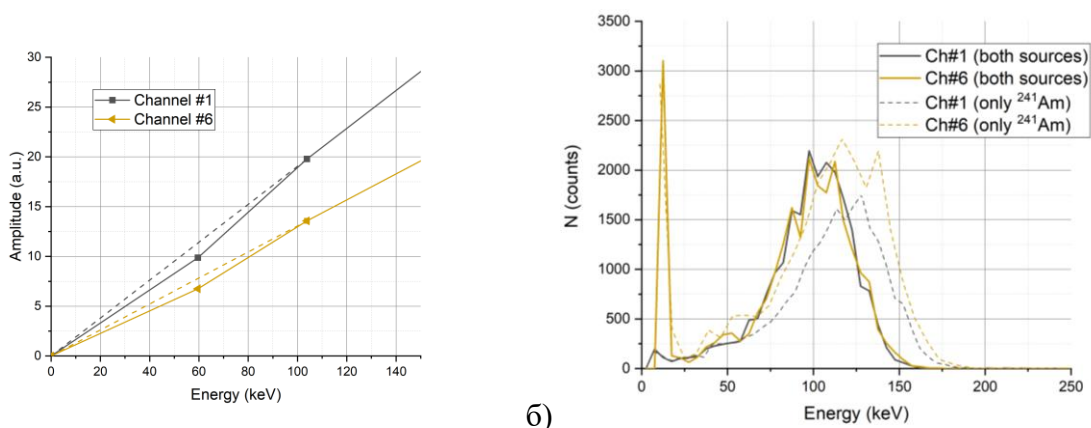 30
25
20
15
10
5
0
Amplitude (a.u.)
Channel #1
Channel #6
0 20 40 60 80 100 120 140
Energy (keV)
б)
3500
3000
2500
2000
1500
1000
500
0
N (counts)
Ch#1 (both sources)
Ch#6 (both sources)
Ch#1 (only ²⁴¹Am)
Ch#6 (only ²⁴¹Am)
0 50 100 150 200 250
Energy (keV)